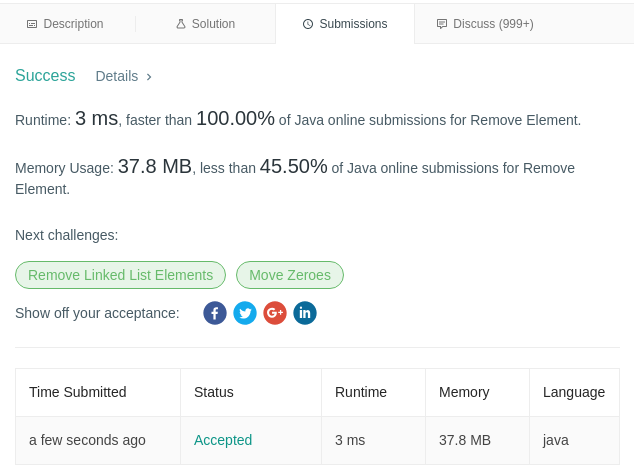 Description Solution Submissions Discuss (999+)
Success Details ›
Runtime: 3 ms, faster than 100.00% of Java online submissions for Remove Element.
Memory Usage: 37.8 MB, less than 45.50% of Java online submissions for Remove
Element.
Next challenges:
Remove Linked List Elements Move Zeroes
Show off your acceptance: f G+ in
Time Submitted Status Runtime Memory Language
a few seconds ago Accepted 3 ms 37.8 MB java